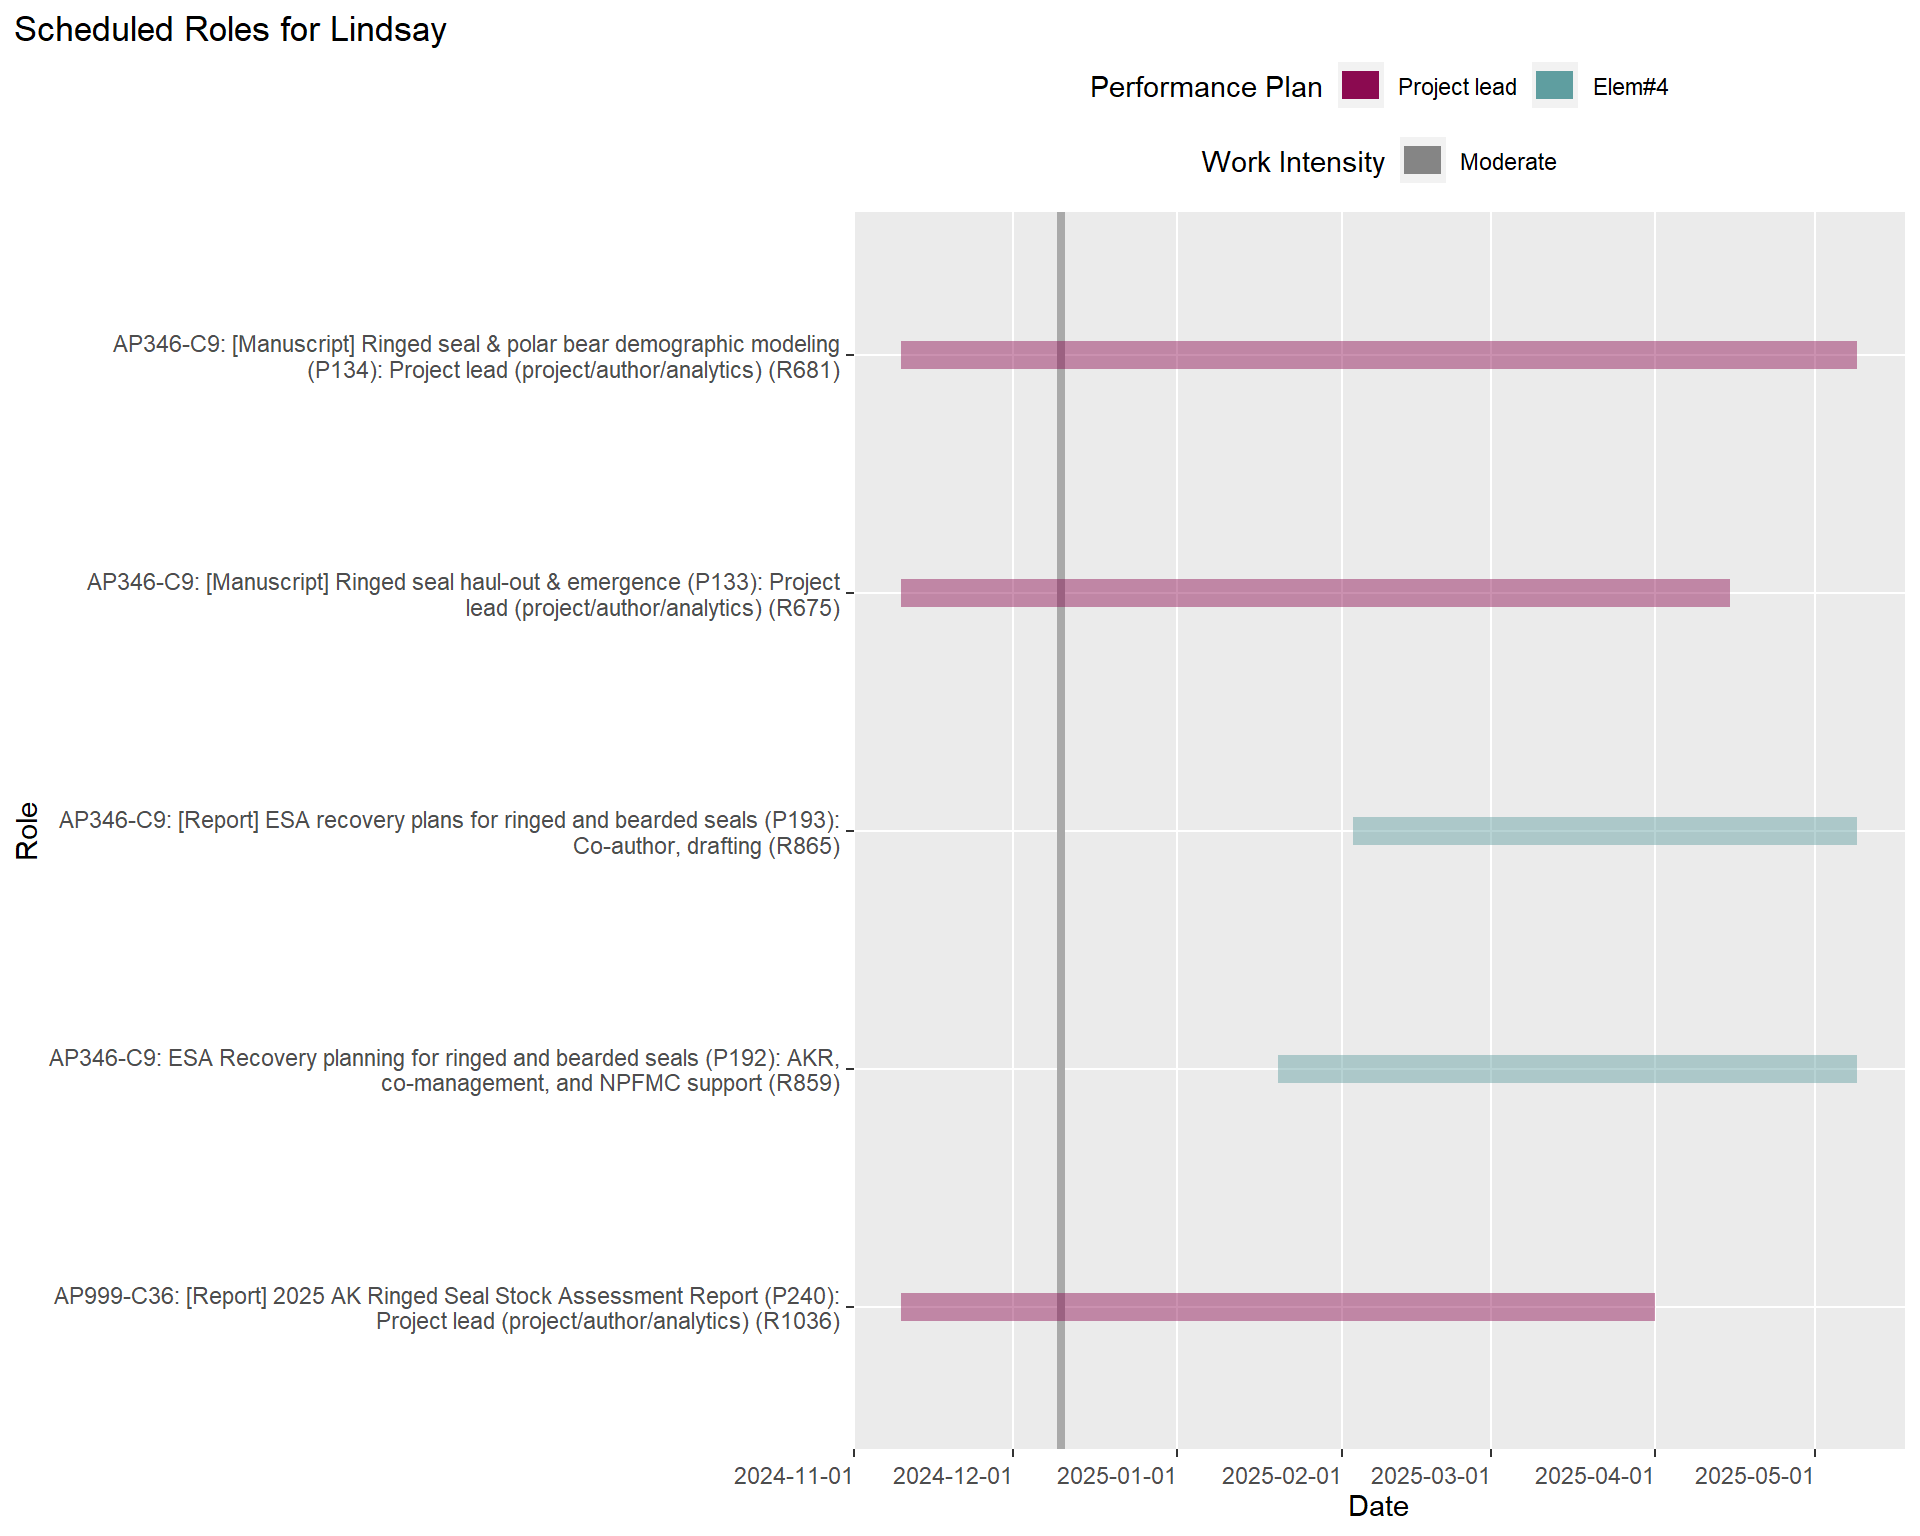 Scheduled Roles for Lindsay
Performance Plan Project lead Elem#4
Work Intensity Moderate
AP346-C9: [Manuscript] Ringed seal & polar bear demographic modeling
(P134): Project lead (project/author/analytics) (R681)
AP346-C9: [Manuscript] Ringed seal haul-out & emergence (P133): Project
lead (project/author/analytics) (R675)
Role
AP346-C9: [Report] ESA recovery plans for ringed and bearded seals (P193):
Co-author, drafting (R865)
AP346-C9: ESA Recovery planning for ringed and bearded seals (P192): AKR,
co-management, and NPFMC support (R859)
AP999-C36: [Report] 2025 AK Ringed Seal Stock Assessment Report (P240):
Project lead (project/author/analytics) (R1036)
2024-11-01 2024-12-01 2025-01-01 2025-02-01 2025-03-01 2025-04-01 2025-05-01
Date